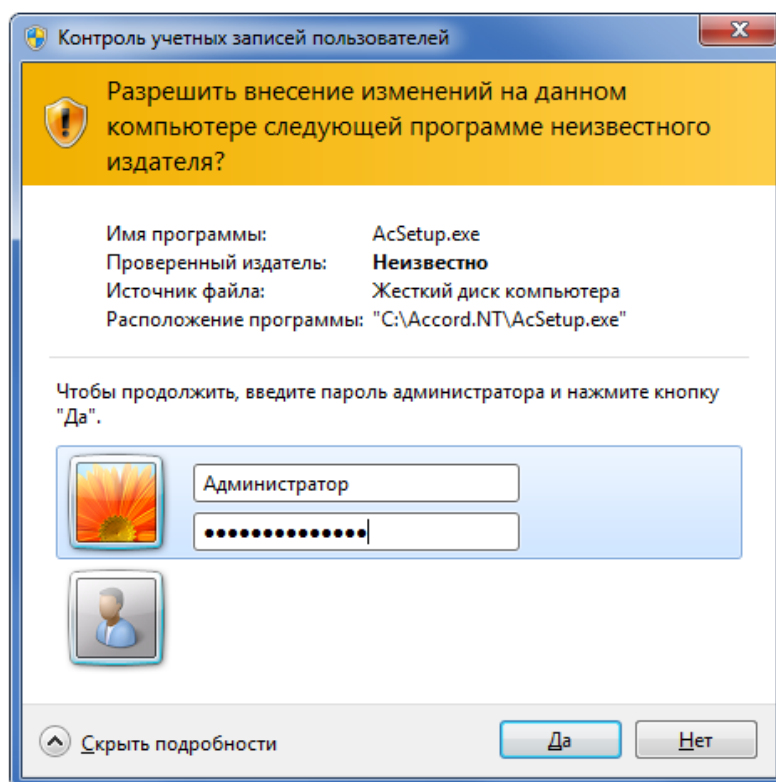 Контроль учетных записей пользователей
Разрешить внесение изменений на данном
компьютере следующей программе неизвестного
издателя?
Имя программы: AcSetup.exe
Проверенный издатель: Неизвестно
Источник файла: Жесткий диск компьютера
Расположение программы: "C:\Accord.NT\AcSetup.exe"
Чтобы продолжить, введите пароль администратора и нажмите кнопку
"Да".
Администратор
●●●●●●●●●●●●●●
Скрыть подробности Да Нет